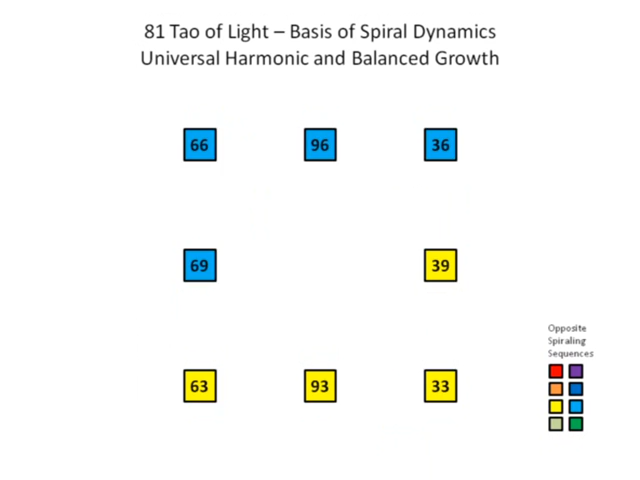 81 Tao of Light – Basis of Spiral Dynamics
Universal Harmonic and Balanced Growth
66 96 36
69 39
63 93 33
Opposite
Spiraling
Sequences